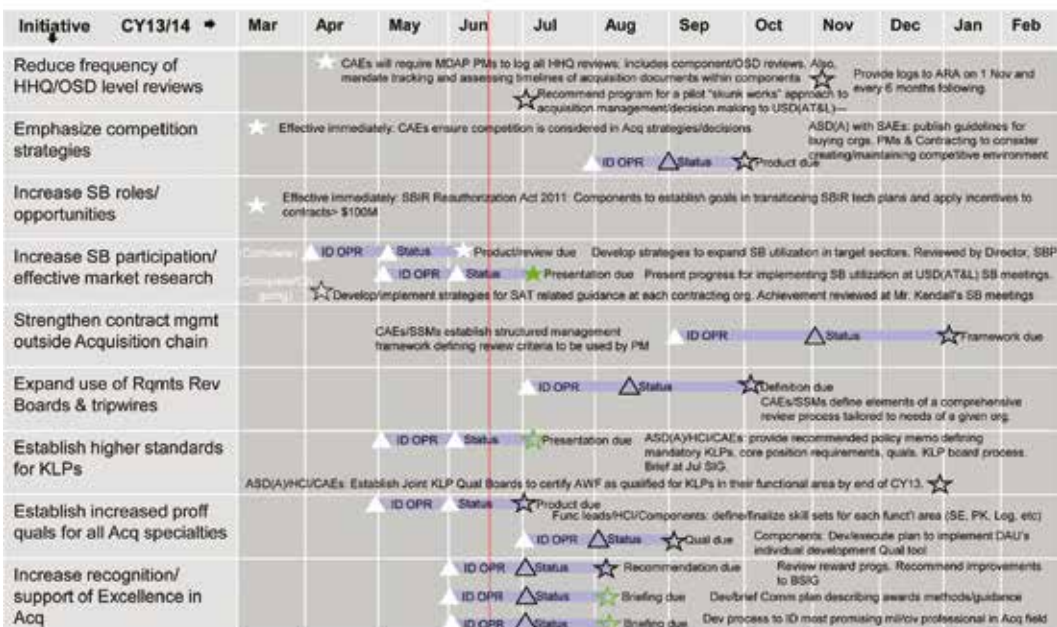 Initiative CY13/14 Mar Apr May Jun Jul Aug Sep Oct Nov Dec Jan Feb
Reduce frequency of
HHQ/OSD level reviews
CAEs will require MDAP PMs to log all HHQ reviews; includes component/OSD reviews. Also,
mandate tracking and assessing timelines of acquisition documents within components
Provide logs to ARA on 1 Nov and
every 6 months following.
Recommend program for a pilot "skunk works" approach to
acquisition management/decision making to USD(AT&L)—
Emphasize competition
strategies
Effective immediately: CAEs ensure competition is considered in Acq strategies/decisions
ASD(A) with SAEs: publish guidelines for
buying orgs. PMs & Contracting to consider
creating/maintaining competitive environment
ID OPR Status Product due
Increase SB roles/
opportunities
Effective immediately: SBIR Reauthorization Act 2011: Components to establish goals in transitioning SBIR tech plans and apply incentives to
contracts> $100M
Increase SB participation/
effective market research
ID OPR Status Product/review due Develop strategies to expand SB utilization in target sectors. Reviewed by Director, SBP
ID OPR Status Presentation due Present progress for implementing SB utilization at USD(AT&L) SB meetings.
Develop/implement strategies for SAT related guidance at each contracting org. Achievement reviewed at Mr. Kendall's SB meetings
Strengthen contract mgmt
outside Acquisition chain
CAEs/SSMs establish structured management
framework defining review criteria to be used by PM
ID OPR Status Framework due
Expand use of Rqmts Rev
Boards & tripwires
ID OPR Status Definition due
CAEs/SSMs define elements of a comprehensive
review process tailored to needs of a given org.
Establish higher standards
for KLPs
ID OPR Status Presentation due
ASD(A)/HCI/CAEs: provide recommended policy memo defining
mandatory KLPs, core position requirements, quals, KLP board process.
Brief at Jul SIG.
ASD(A)/HCI/CAEs: Establish Joint KLP Qual Boards to certify AWF as qualified for KLPs in their functional area by end of CY13.
Establish increased proff
quals for all Acq specialties
ID OPR Status Product due
Func leads/HCI/Components: define/finalize skill sets for each funct'l area (SE, PK, Log, etc)
ID OPR Status Qual due
Components: Dev/execute plan to implement DAU's
individual development Qual tool
Increase recognition/
support of Excellence in
Acq
ID OPR Status Recommendation due
Review reward progs. Recommend improvements
to BSIG
ID OPR Status Briefing due Dev/brief Comm plan describing awards methods/guidance
ID OPR Status Briefing due Dev process to ID most promising mil/civ professional in Acq field